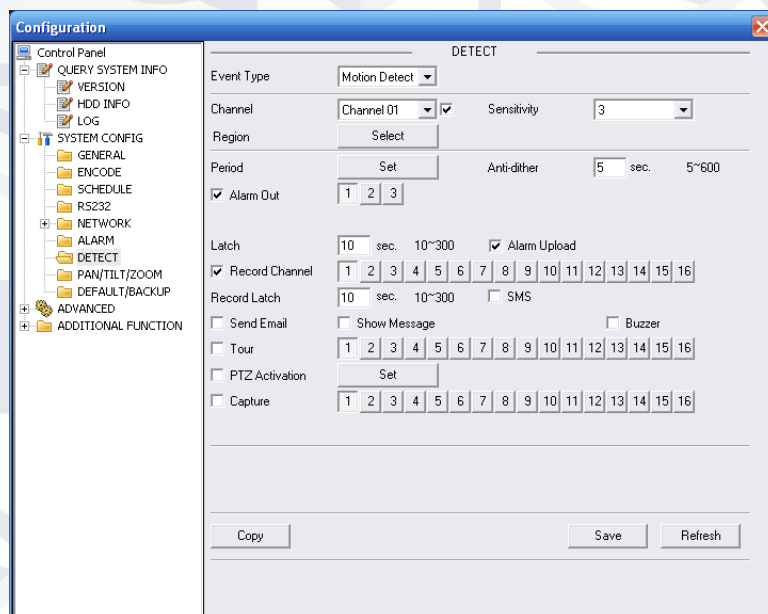 Configuration
Control Panel
QUERY SYSTEM INFO
VERSION
HDD INFO
LOG
SYSTEM CONFIG
GENERAL
ENCODE
SCHEDULE
RS232
NETWORK
ALARM
DETECT
PAN/TILT/ZOOM
DEFAULT/BACKUP
ADVANCED
ADDITIONAL FUNCTION
DETECT
Event Type Motion Detect
Channel Channel 01 Sensitivity 3
Region Select
Period Set Anti-dither 5 sec. 5~600
Alarm Out 1 2 3
Latch 10 sec. 10~300 Alarm Upload
Record Channel 1 2 3 4 5 6 7 8 9 10 11 12 13 14 15 16
Record Latch 10 sec. 10~300 SMS
Send Email Show Message Buzzer
Tour 1 2 3 4 5 6 7 8 9 10 11 12 13 14 15 16
PTZ Activation Set
Capture 1 2 3 4 5 6 7 8 9 10 11 12 13 14 15 16
Copy Save Refresh